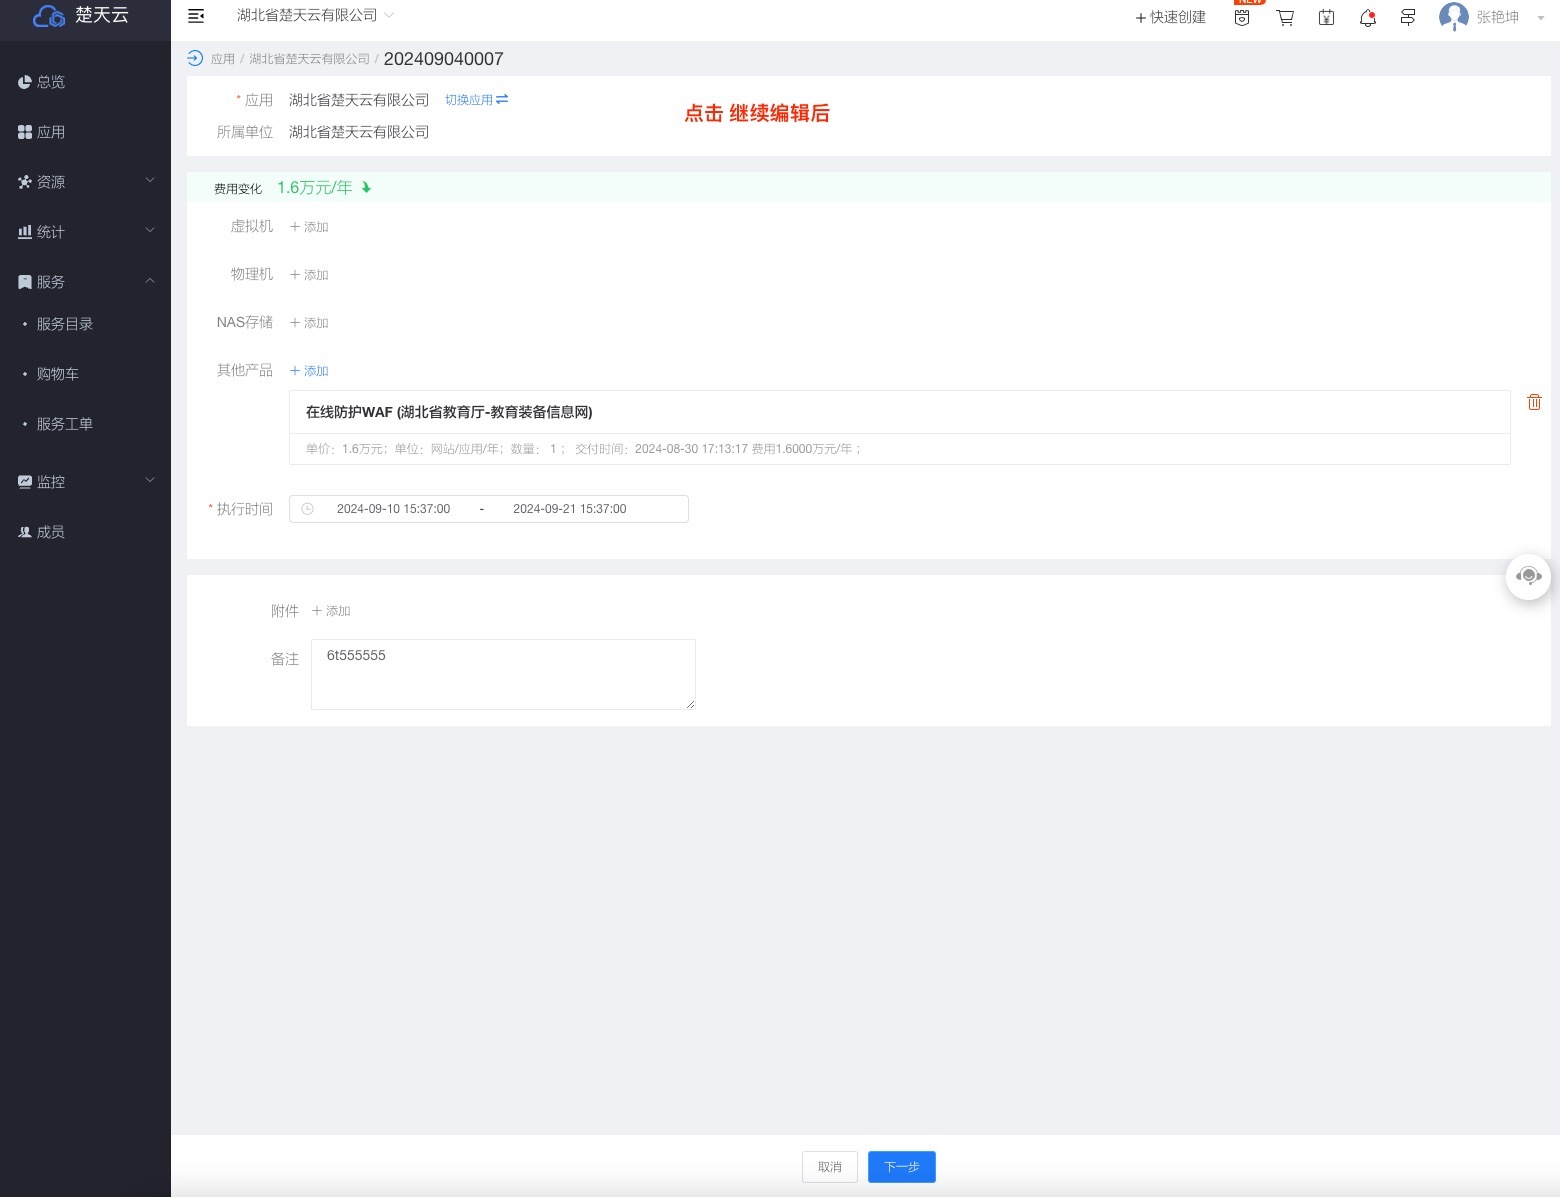 楚天云
湖北省楚天云有限公司
+ 快速创建
NEW
张艳坤
总览
应用
资源
统计
服务
服务目录
购物车
服务工单
监控
成员
应用 / 湖北省楚天云有限公司 / 202409040007
* 应用 湖北省楚天云有限公司 切换应用
点击 继续编辑后
所属单位 湖北省楚天云有限公司
费用变化 1.6万元/年
虚拟机 + 添加
物理机 + 添加
NAS存储 + 添加
其他产品 + 添加
在线防护WAF (湖北省教育厅-教育装备信息网)
单价：1.6万元；单位：网站/应用/年；数量： 1； 交付时间：2024-08-30 17:13:17 费用1.6000万元/年；
* 执行时间 2024-09-10 15:37:00 - 2024-09-21 15:37:00
附件 + 添加
备注 6t555555
取消 下一步